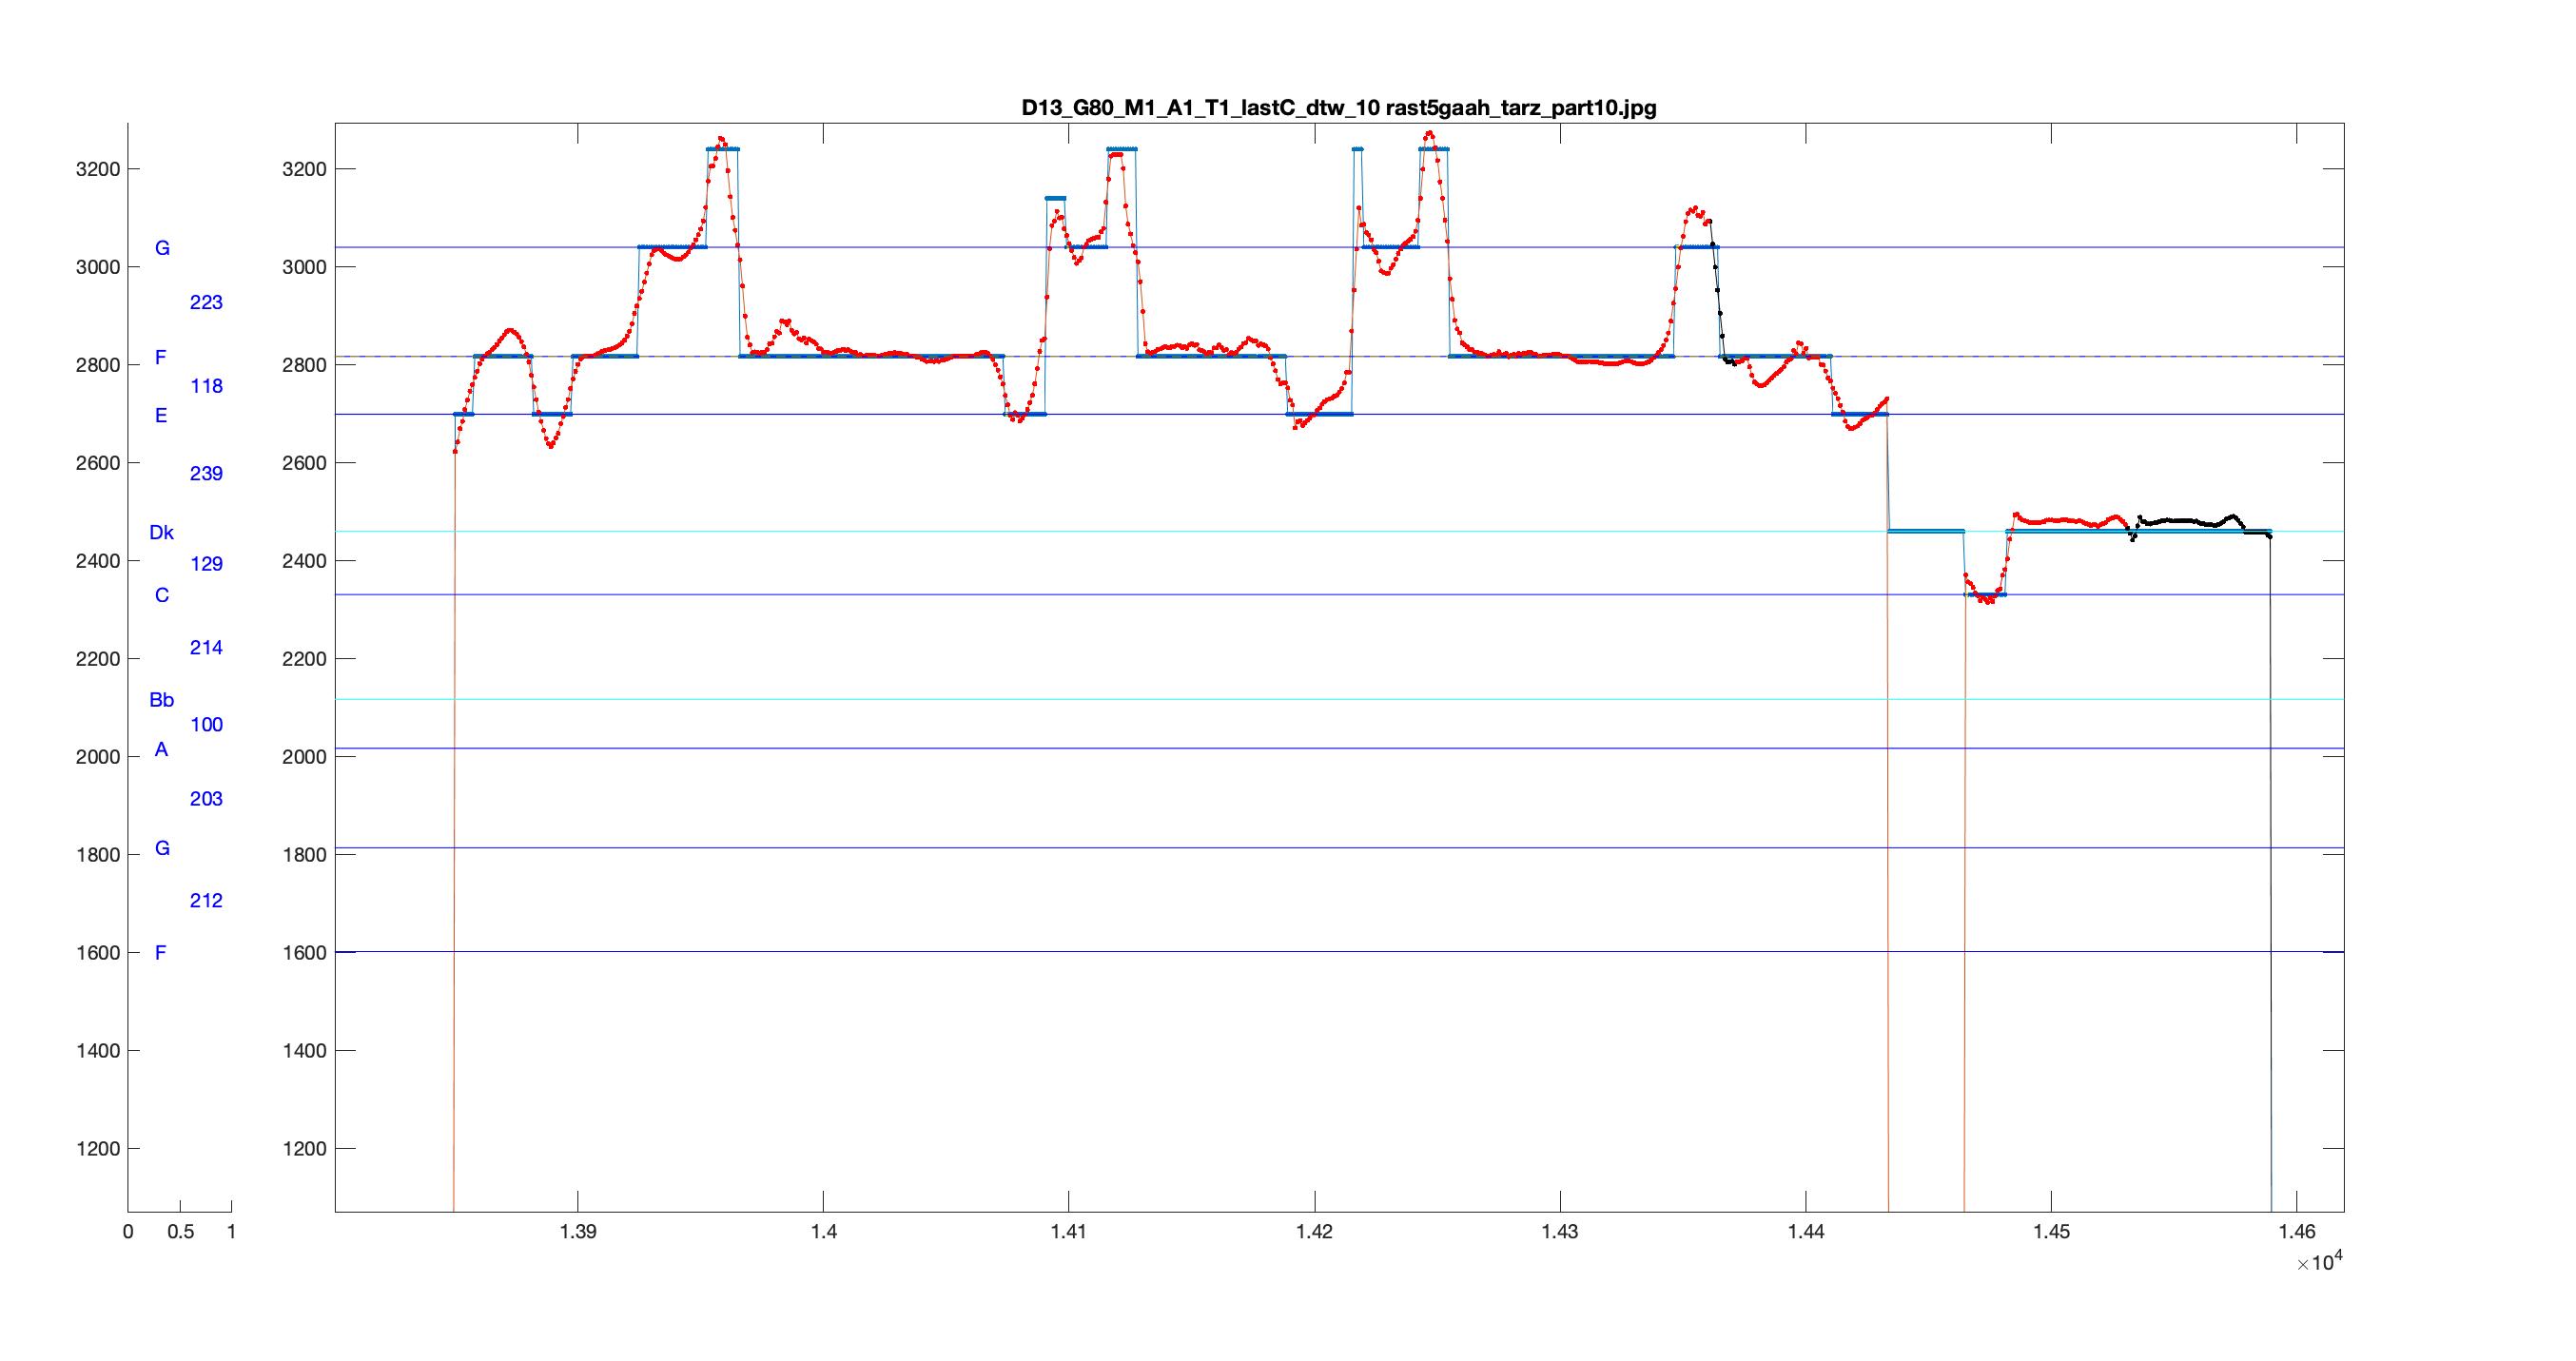 D13_G80_M1_A1_T1_lastC_dtw_10 rast5gaah_tarz_part10.jpg
3200 3200
G
3000 3000
223
2800 F 2800
118
E
2600 2600
239
Dk
2400 129 2400
C
2200 214 2200
Bb
100
2000 A 2000
203
1800 G 1800
212
1600 F 1600
1400 1400
1200 1200
0 0.5 1 1.39 1.4 1.41 1.42 1.43 1.44 1.45 1.46
×10⁴